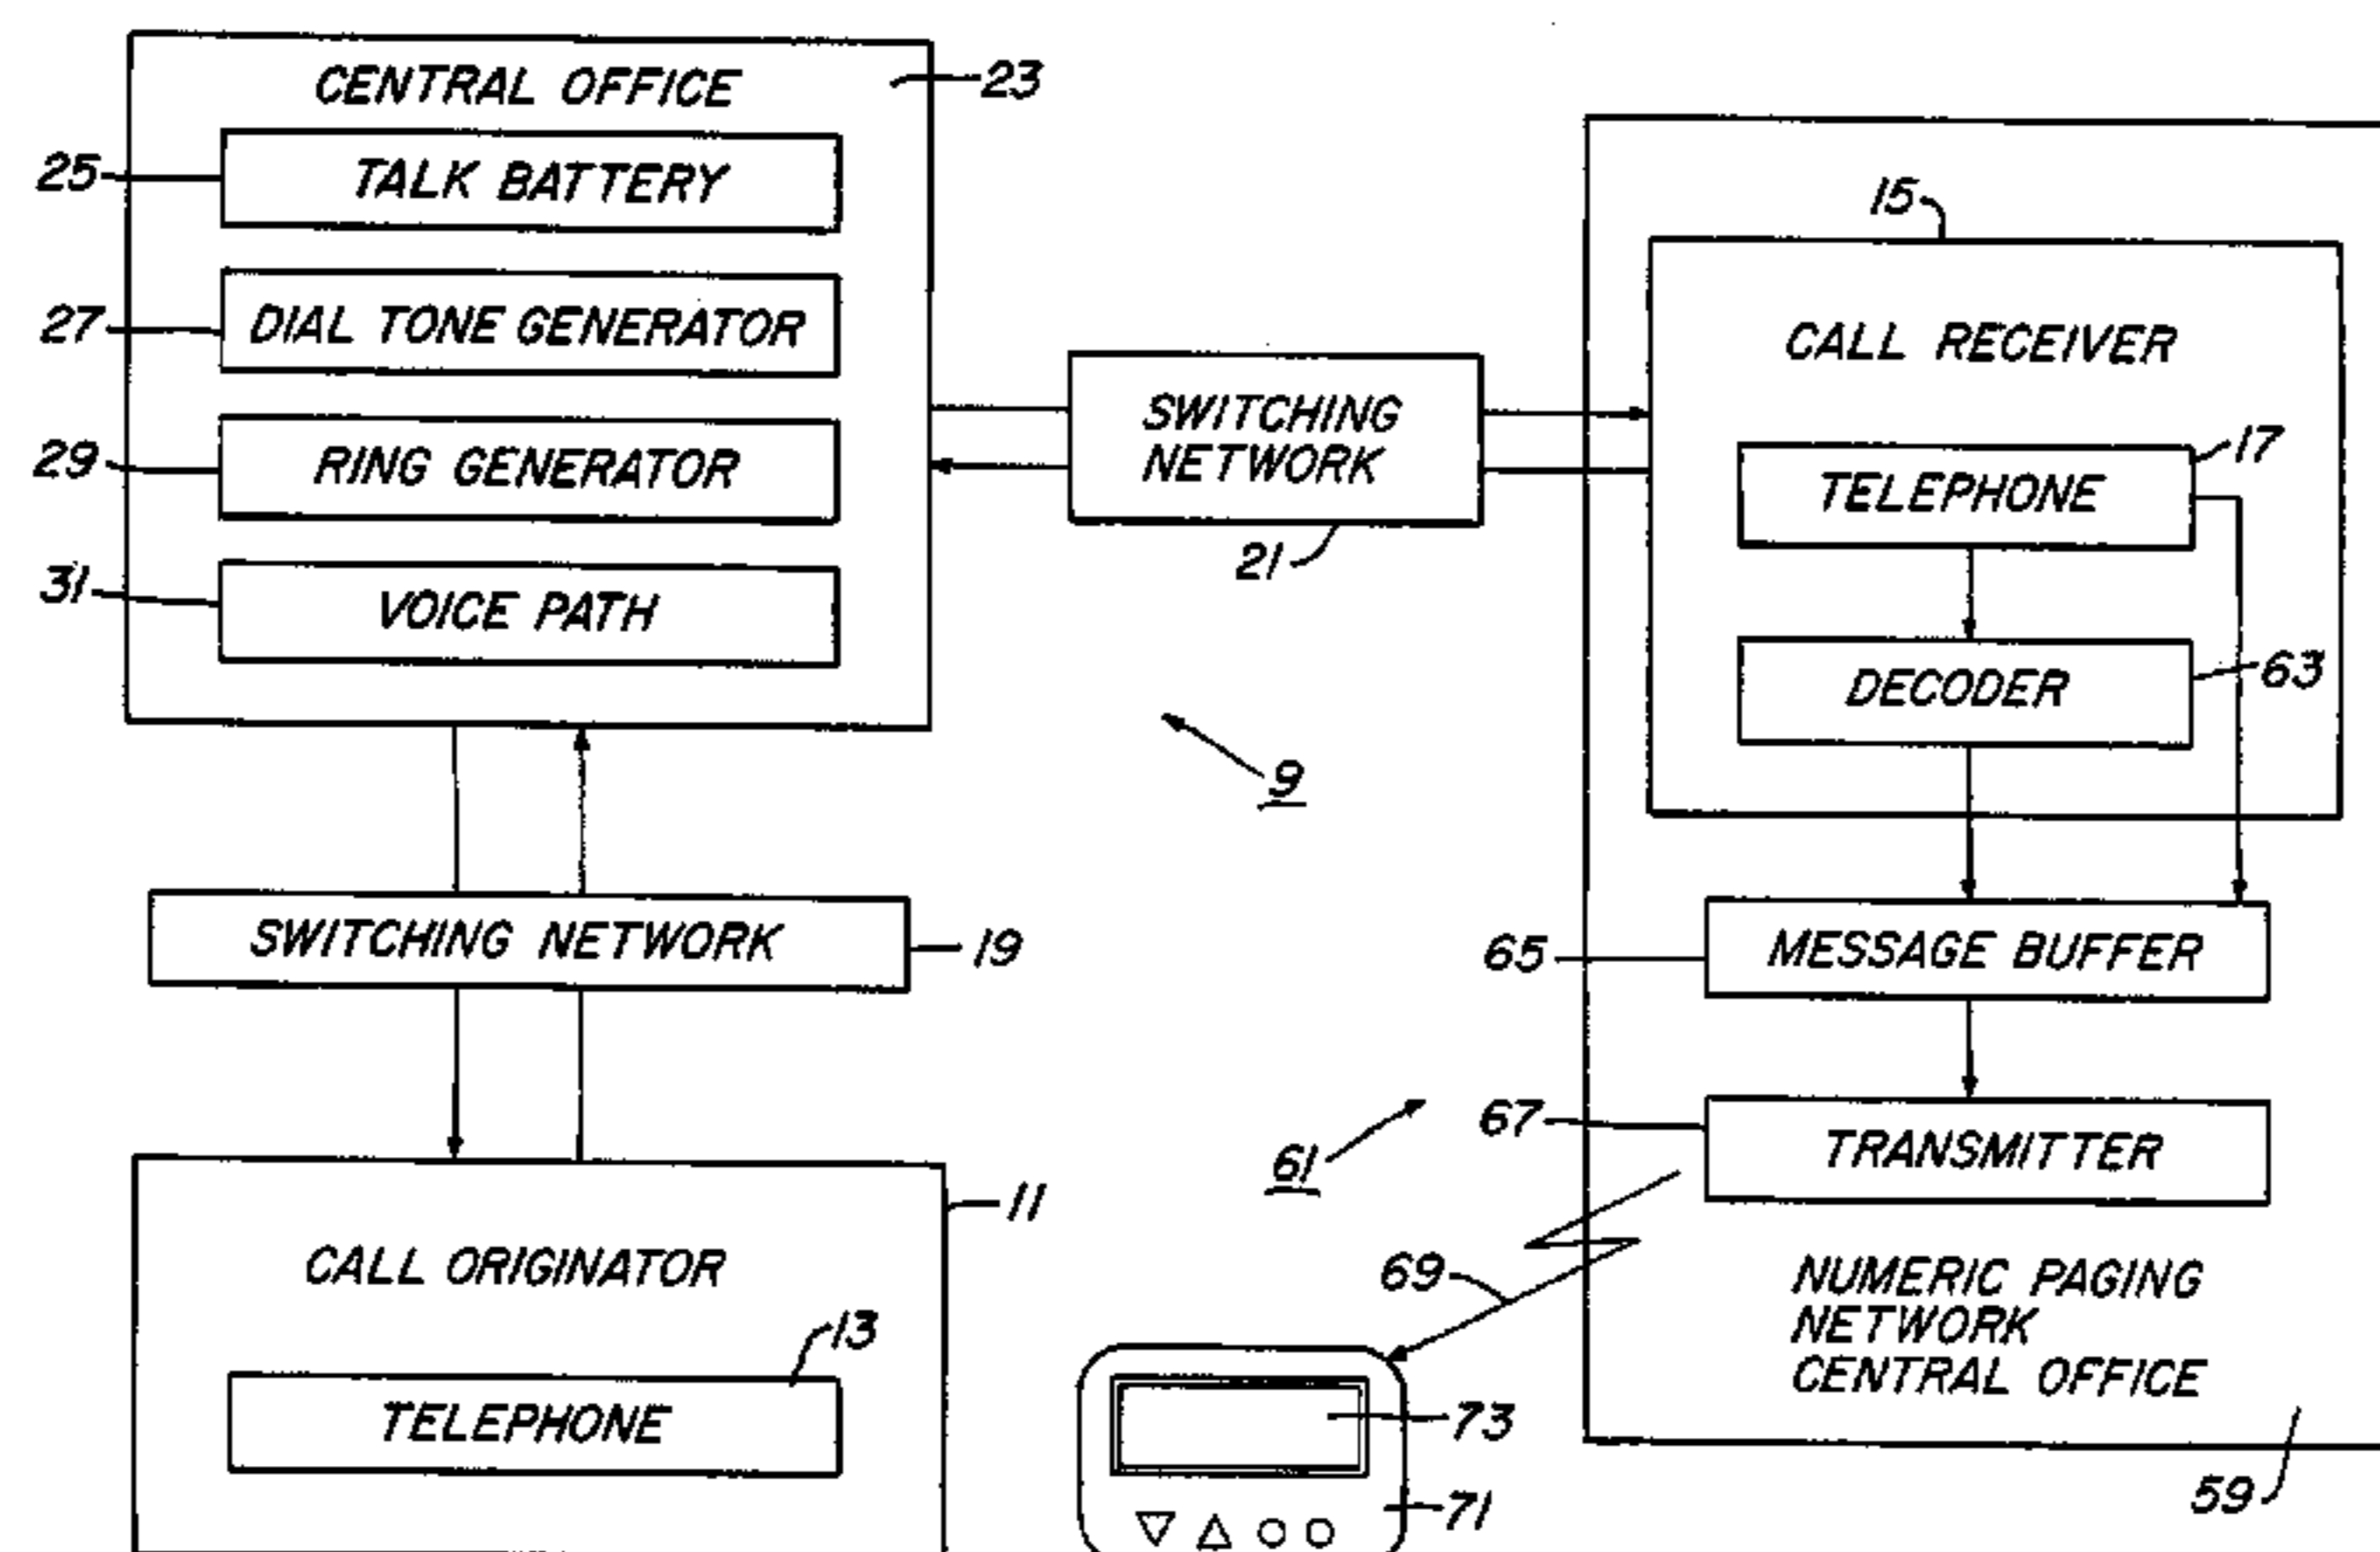 CENTRAL OFFICE
23
25
TALK BATTERY
27
DIAL TONE GENERATOR
29
RING GENERATOR
31
VOICE PATH
SWITCHING
NETWORK
21
15
CALL RECEIVER
17
TELEPHONE
DECODER
63
9
SWITCHING NETWORK
19
65
MESSAGE BUFFER
61
67
TRANSMITTER
11
CALL ORIGINATOR
13
TELEPHONE
69
NUMERIC PAGING
NETWORK
CENTRAL OFFICE
73
71
59